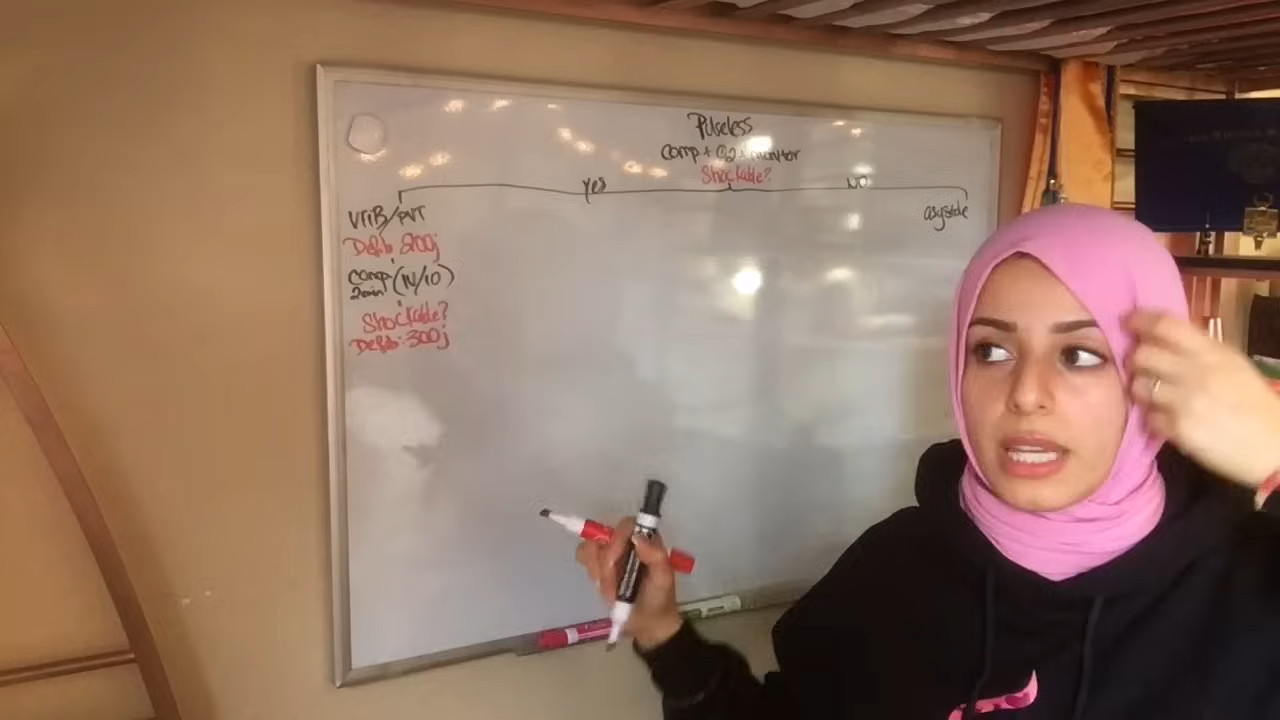 Pulseless
comp + O2 + monitor
Shockable?
yes
NO
VFIB/PVT
asystole
Defib: 200j
comp (IV/IO)
2min
Shockable?
Defib: 300j